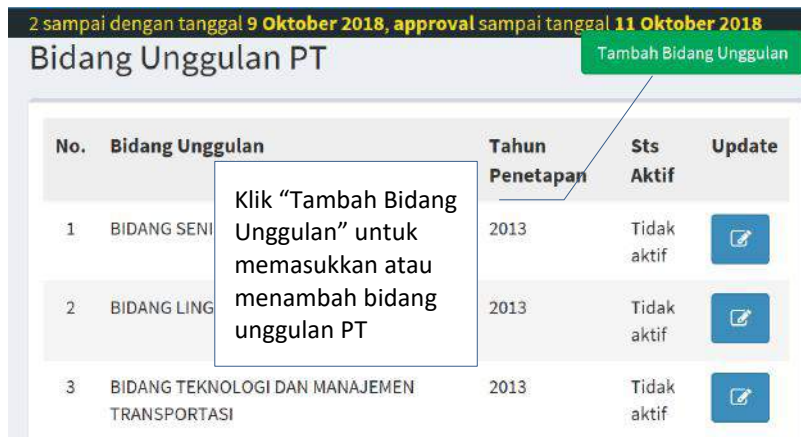 2 sampai dengan tanggal 9 Oktober 2018, approval sampai tanggal 11 Oktober 2018
Bidang Unggulan PT
Tambah Bidang Unggulan
No. Bidang Unggulan Tahun Penetapan Sts Aktif Update
Klik “Tambah Bidang
Unggulan” untuk
memasukkan atau
menambah bidang
unggulan PT
1 BIDANG SENI 2013 Tidak aktif
2 BIDANG LING 2013 Tidak aktif
3 BIDANG TEKNOLOGI DAN MANAJEMEN 2013 Tidak
TRANSPORTASI aktif